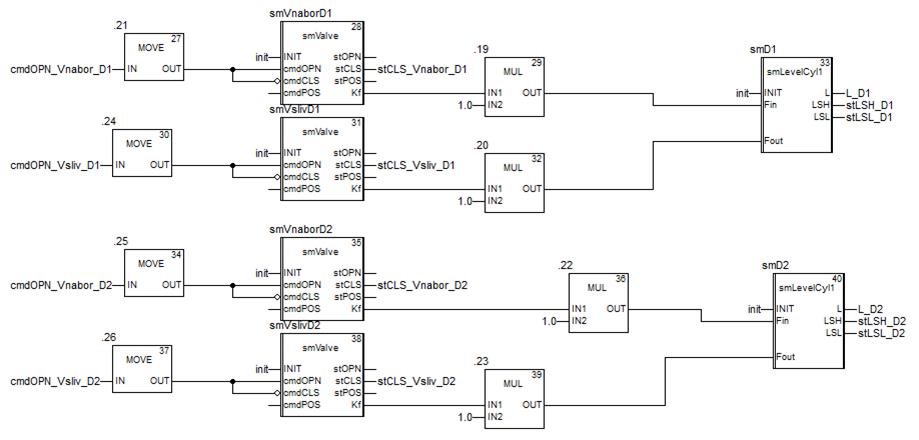 smVnaborD1
.21
27
MOVE
IN OUT
cmdOPN_Vnabor_D1
28
smValve
init
INIT stOPN
cmdOPN stCLS
cmdCLS stPOS
cmdPOS Kf
stCLS_Vnabor_D1
.19
29
MUL
IN1 OUT
1.0 IN2
smD1
33
smLevelCyl1
init
INIT L
Fin LSH
LSL
Fout
L_D1
stLSH_D1
stLSL_D1
smVslivD1
.24
30
MOVE
IN OUT
cmdOPN_Vsliv_D1
31
smValve
init
INIT stOPN
cmdOPN stCLS
cmdCLS stPOS
cmdPOS Kf
stCLS_Vsliv_D1
.20
32
MUL
IN1 OUT
1.0 IN2
smVnaborD2
.25
34
MOVE
IN OUT
cmdOPN_Vnabor_D2
35
smValve
init
INIT stOPN
cmdOPN stCLS
cmdCLS stPOS
cmdPOS Kf
stCLS_Vnabor_D2
.22
36
MUL
IN1 OUT
1.0 IN2
smD2
40
smLevelCyl1
init
INIT L
Fin LSH
LSL
Fout
L_D2
stLSH_D2
stLSL_D2
smVslivD2
.26
37
MOVE
IN OUT
cmdOPN_Vsliv_D2
38
smValve
init
INIT stOPN
cmdOPN stCLS
cmdCLS stPOS
cmdPOS Kf
stCLS_Vsliv_D2
.23
39
MUL
IN1 OUT
1.0 IN2